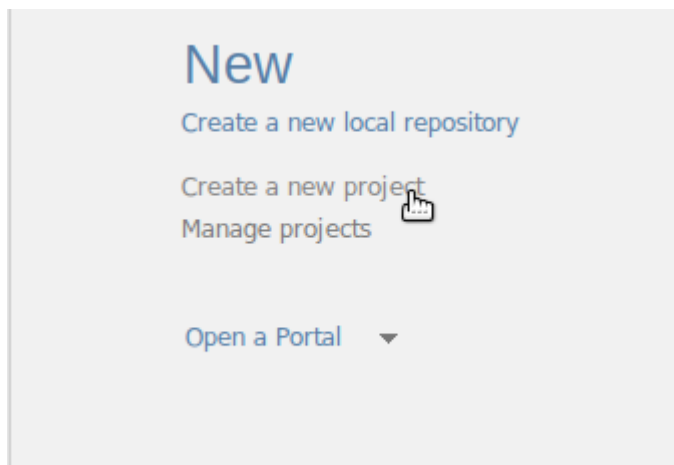 New
Create a new local repository
Create a new project
Manage projects
Open a Portal